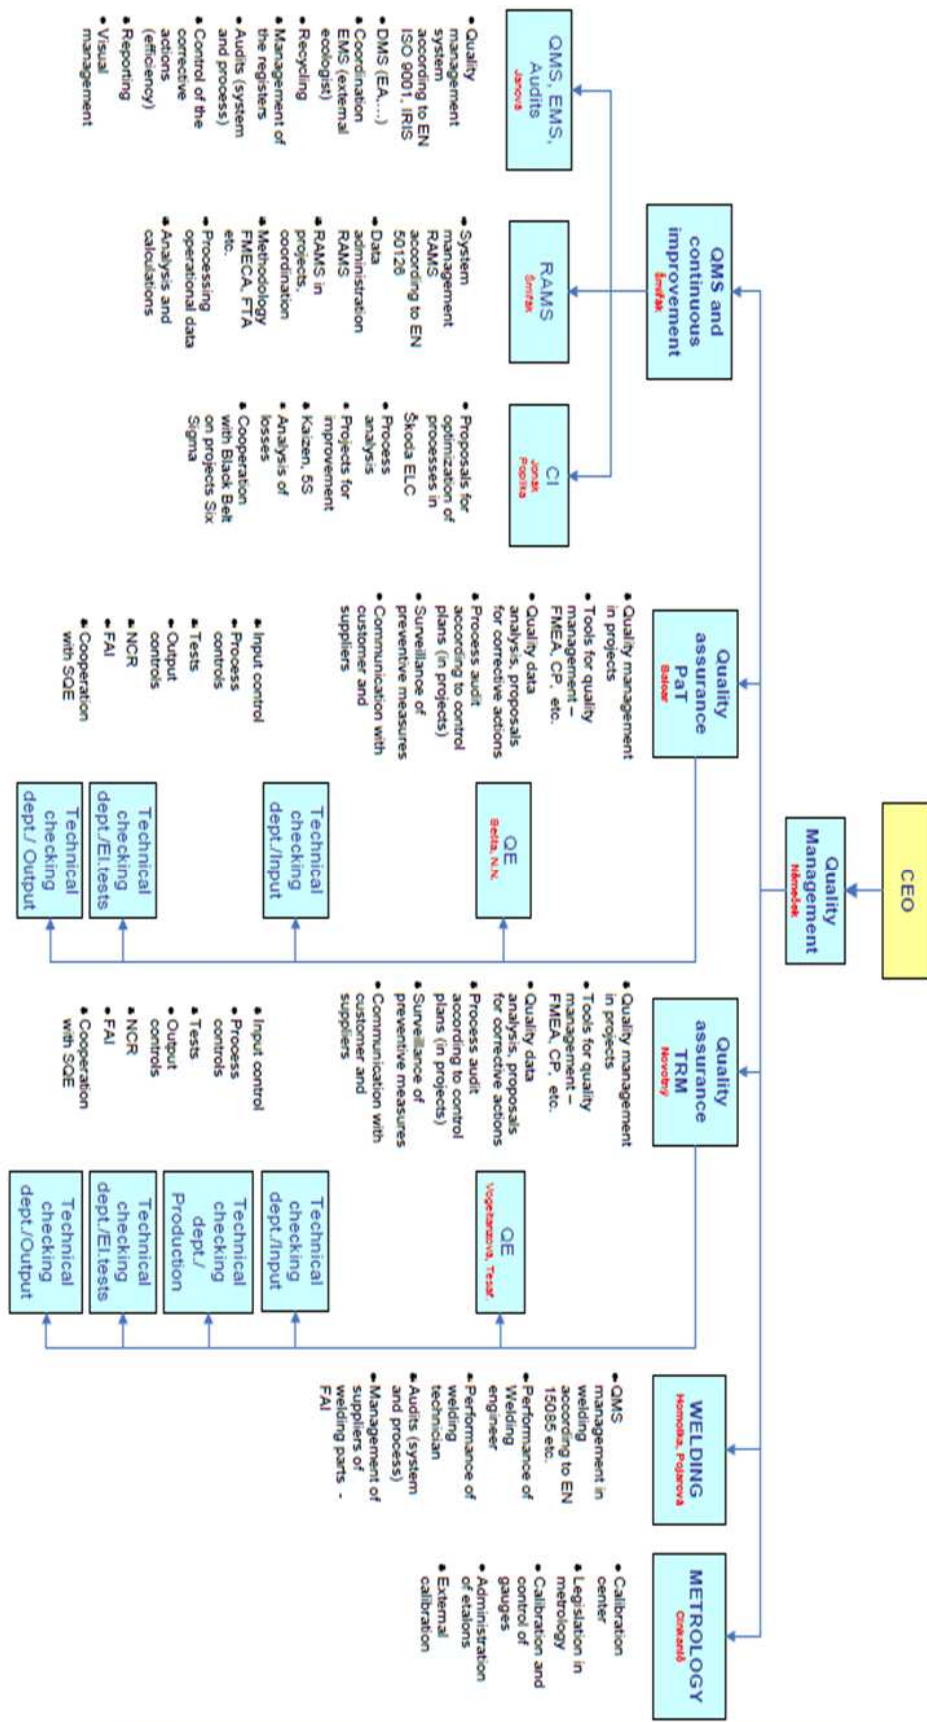 CEO
Quality
Management
Němeček
QMS and
continuous
improvement
Šmiřák
Quality
assurance
PaT
Balcar
Quality
assurance
TRM
Novotný
WELDING
Homolka, Pojarová
METROLOGY
QMS, EMS,
Audits
Janová
RAMS
Šmiřák
CI
Jonák
• Quality
management
system
according to EN
ISO 9001, IRIS
• DMS (EA,...)
• Coordination
EMS (external
ecologist)
• Recycling
• Management of
the registers
• Audits (system
and process)
• Control of the
corrective
actions
(efficiency)
• Reporting
• Visual
management
• System
management
RAMS
according to EN
50126
• Data
administration
RAMS
• RAMS in
projects,
coordination
• Methodology
FMECA, FTA
etc.
• Processing
operational data
• Analysis and
calculations
• Proposals for
optimization of
processes in
Škoda ELC
• Process
analysis
• Projects for
improvement
• Kaizen, 5S
• Analysis of
losses
• Cooperation
with Black Belt
on projects Six
Sigma
• Quality management
in projects
• Tools for quality
management –
FMEA, CP, etc.
• Quality data
analysis, proposals
for corrective actions
• Process audit
according to control
plans (in projects)
• Surveillance of
preventive measures
• Communication with
customer and
suppliers
QE
Bešta, N.N.
• Input control
• Process
controls
• Tests
• Output
controls
• NCR
• FAI
• Cooperation
with SQE
Technical
checking
dept./Input
Technical
checking
dept./El.tests
Technical
checking
dept./ Output
• Quality management
in projects
• Tools for quality
management –
FMEA, CP, etc.
• Quality data
analysis, proposals
for corrective actions
• Process audit
according to control
plans (in projects)
• Surveillance of
preventive measures
• Communication with
customer and
suppliers
QE
Vogeltanzová, Tesař.
• Input control
• Process
controls
• Tests
• Output
controls
• NCR
• FAI
• Cooperation
with SQE
Technical
checking
dept./Input
Technical
checking
dept./
Production
Technical
checking
dept./El.tests
Technical
checking
dept./Output
• QMS
management in
welding
according to EN
15085 etc.
• Performance of
Welding
engineer
• Performance of
welding
technician
• Audits (system
and process)
• Management of
suppliers of
welding parts -
FAI
• Calibration
center
• Legislation in
metrology
• Calibration and
control of
gauges
• Administration
of etalons
• External
calibration